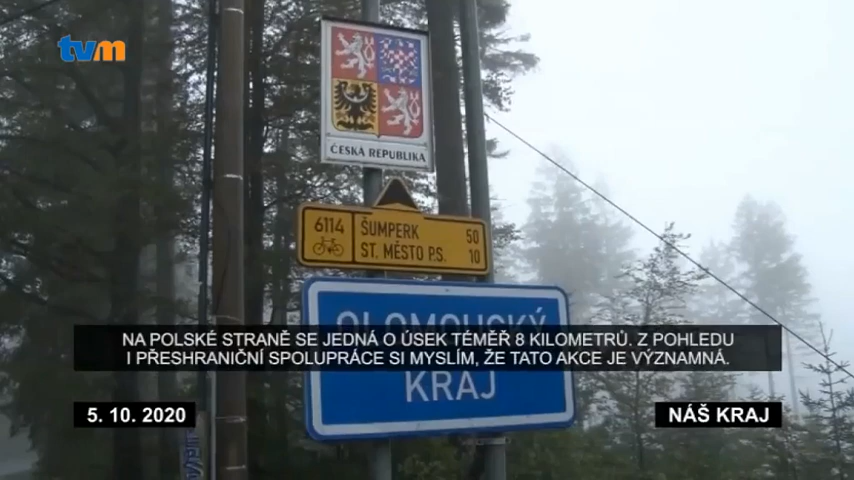 tvm
ČESKÁ REPUBLIKA
6114
ŠUMPERK 50
ST. MĚSTO P.S. 10
OLOMOUCKÝ
NA POLSKÉ STRANĚ SE JEDNÁ O ÚSEK TÉMĚŘ 8 KILOMETRŮ. Z POHLEDU
I PŘESHRANIČNÍ SPOLUPRÁCE SI MYSLÍM, ŽE TATO AKCE JE VÝZNAMNÁ.
KRAJ
5. 10. 2020
NÁŠ KRAJ